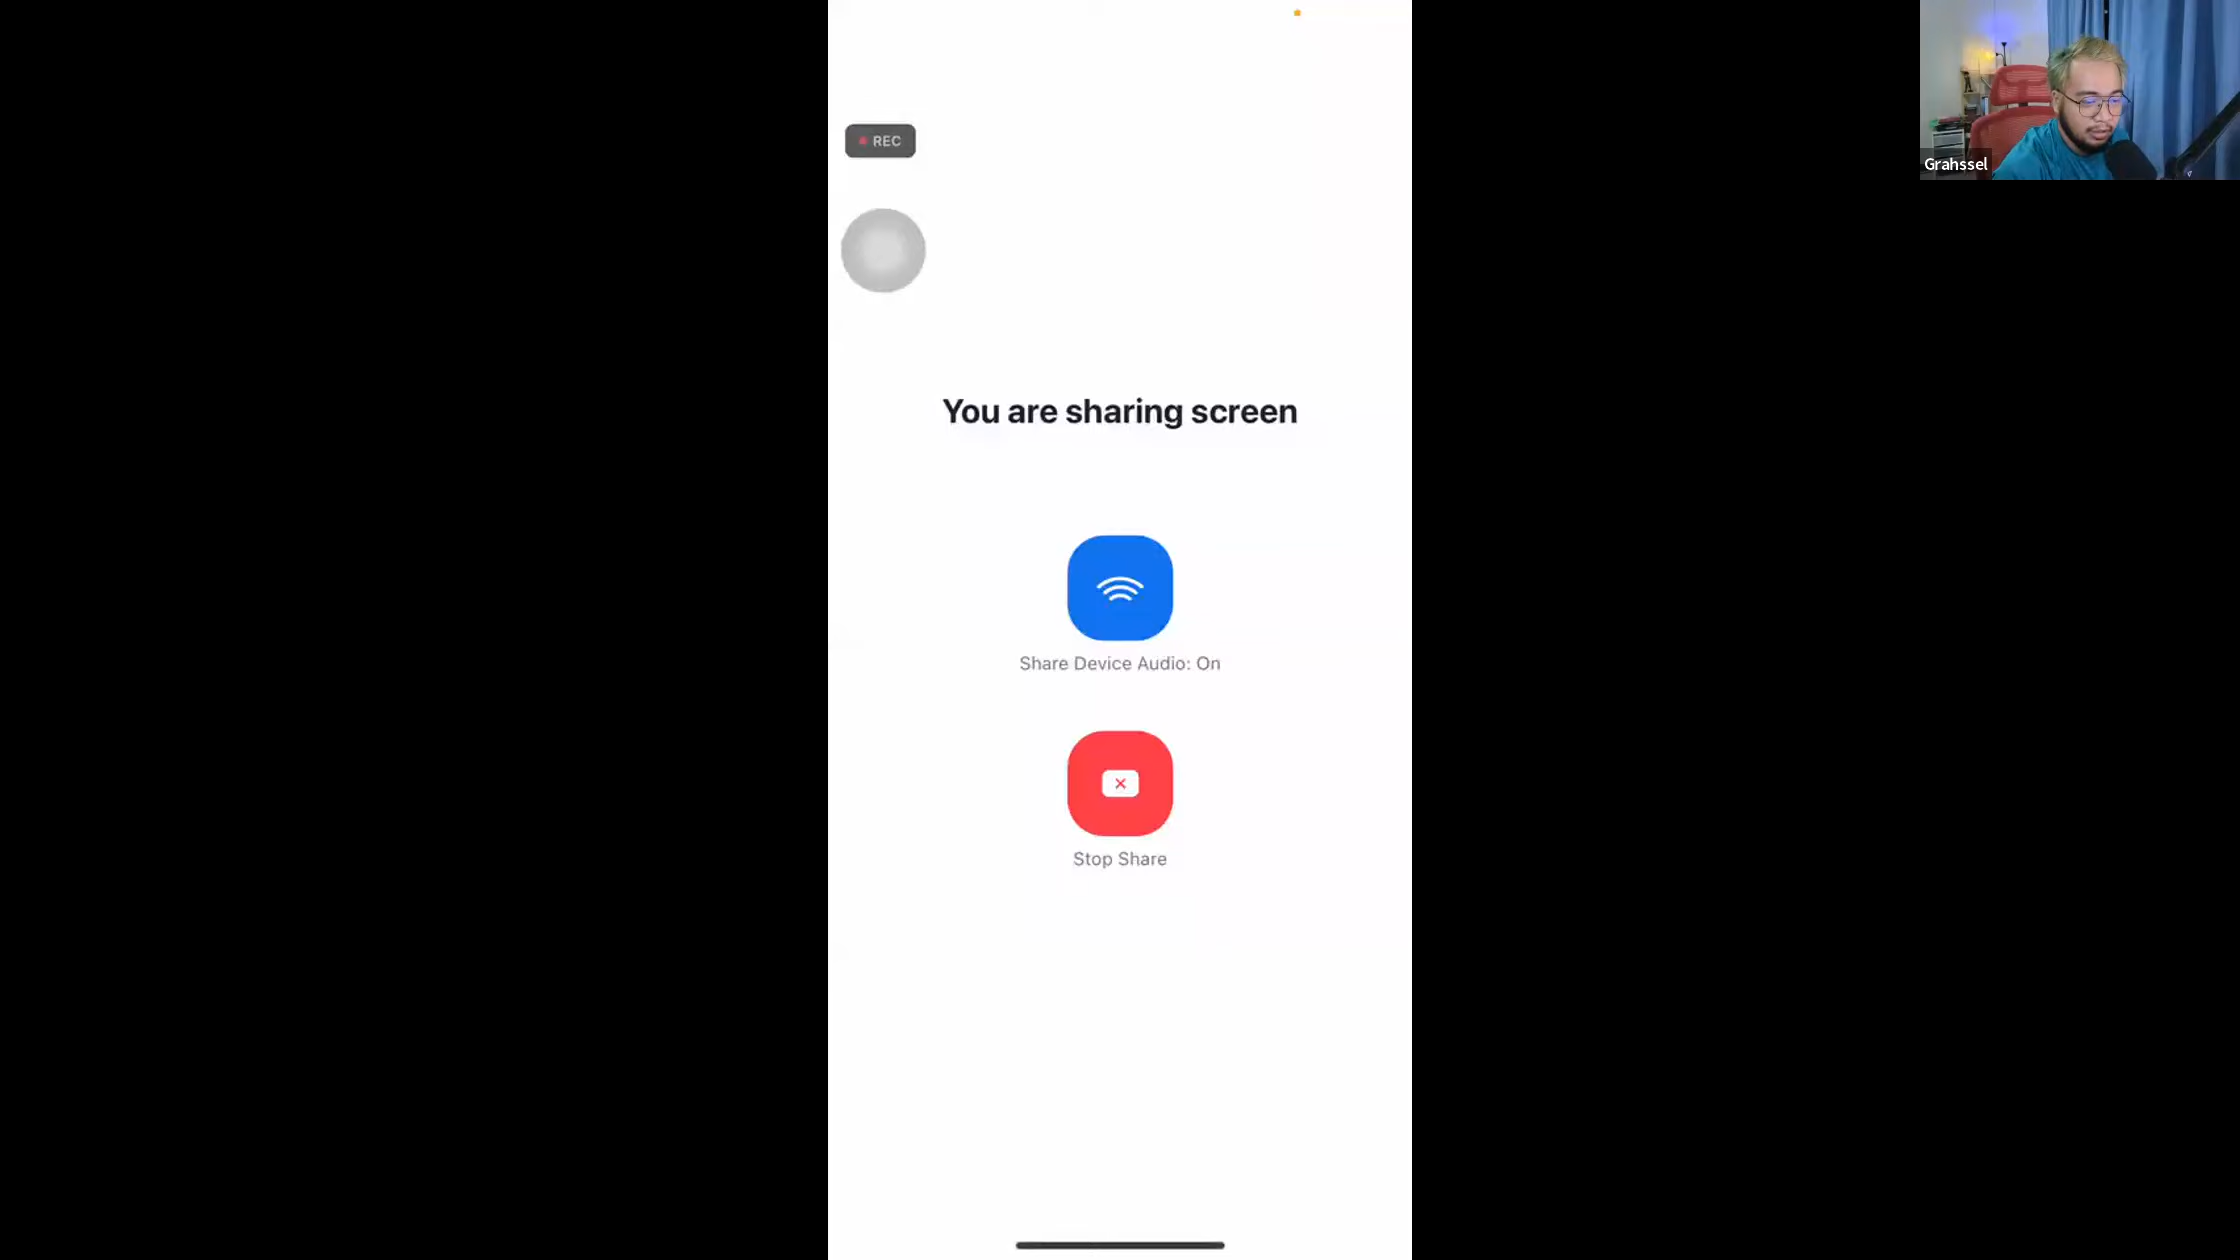 REC
Grahssel
You are sharing screen
Share Device Audio: On
Stop Share